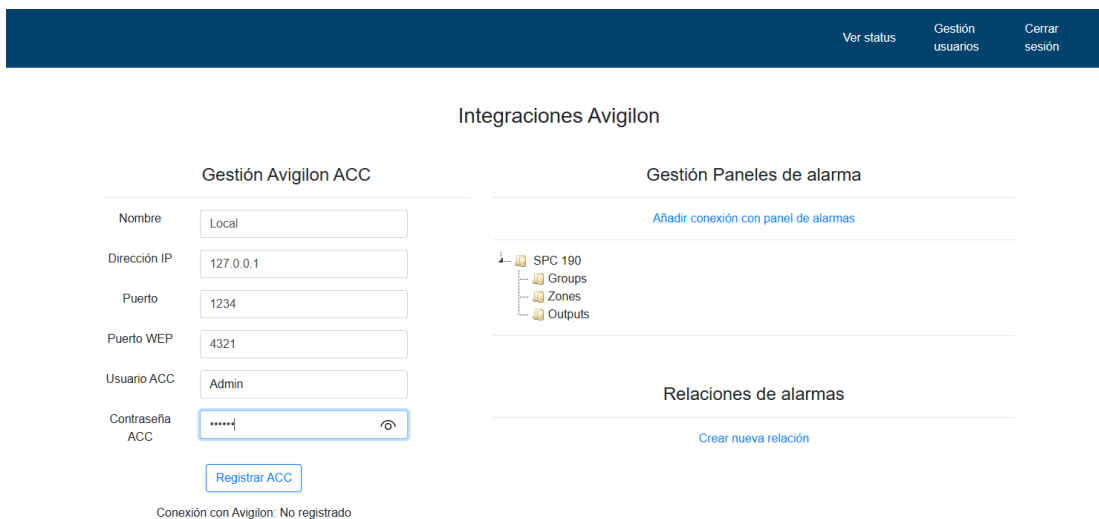 Ver status
Gestión
usuarios
Cerrar
sesión
Integraciones Avigilon
Gestión Avigilon ACC
Nombre
Local
Dirección IP
127.0.0.1
Puerto
1234
Puerto WEP
4321
Usuario ACC
Admin
Contraseña
ACC
••••••
Registrar ACC
Conexión con Avigilon: No registrado
Gestión Paneles de alarma
Añadir conexión con panel de alarmas
SPC 190
Groups
Zones
Outputs
Relaciones de alarmas
Crear nueva relación